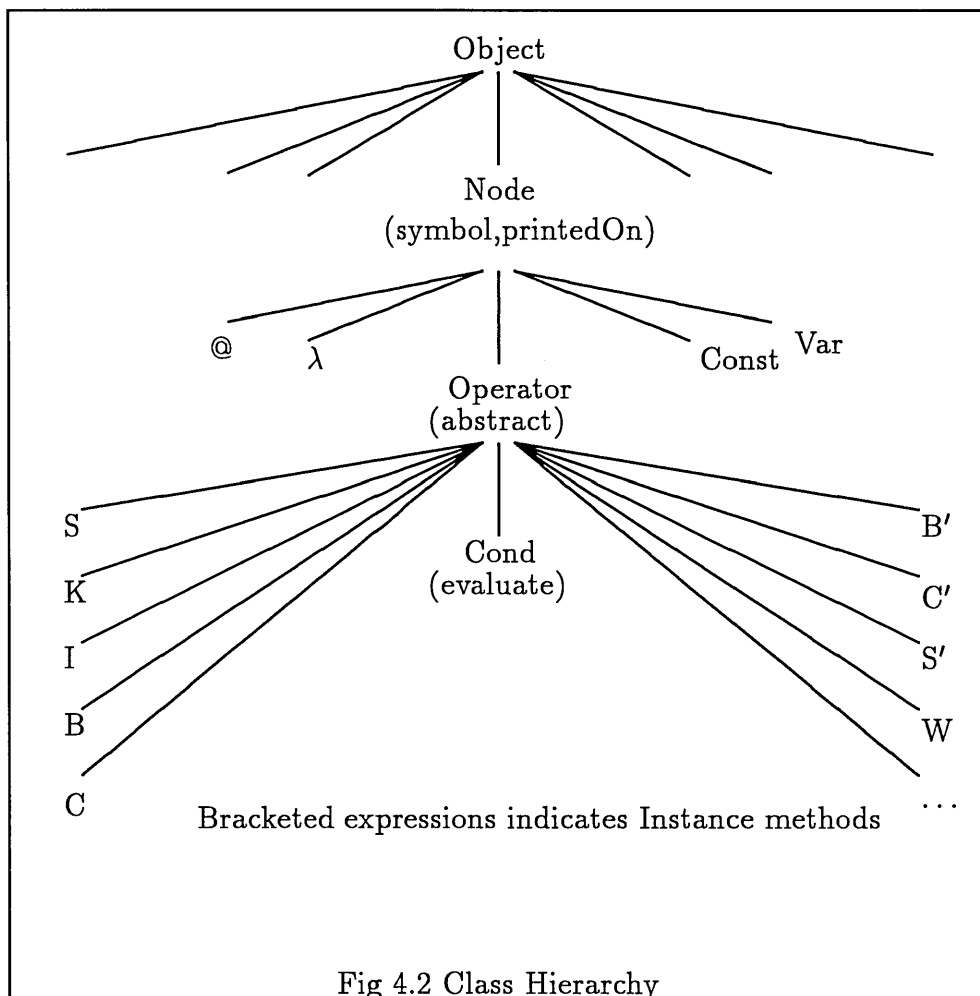 Object
Node
(symbol,printedOn)
@
λ
Const
Var
Operator
(abstract)
S
K
I
B
C
Cond
(evaluate)
B′
C′
S′
W
...
Bracketed expressions indicates Instance methods
Fig 4.2 Class Hierarchy